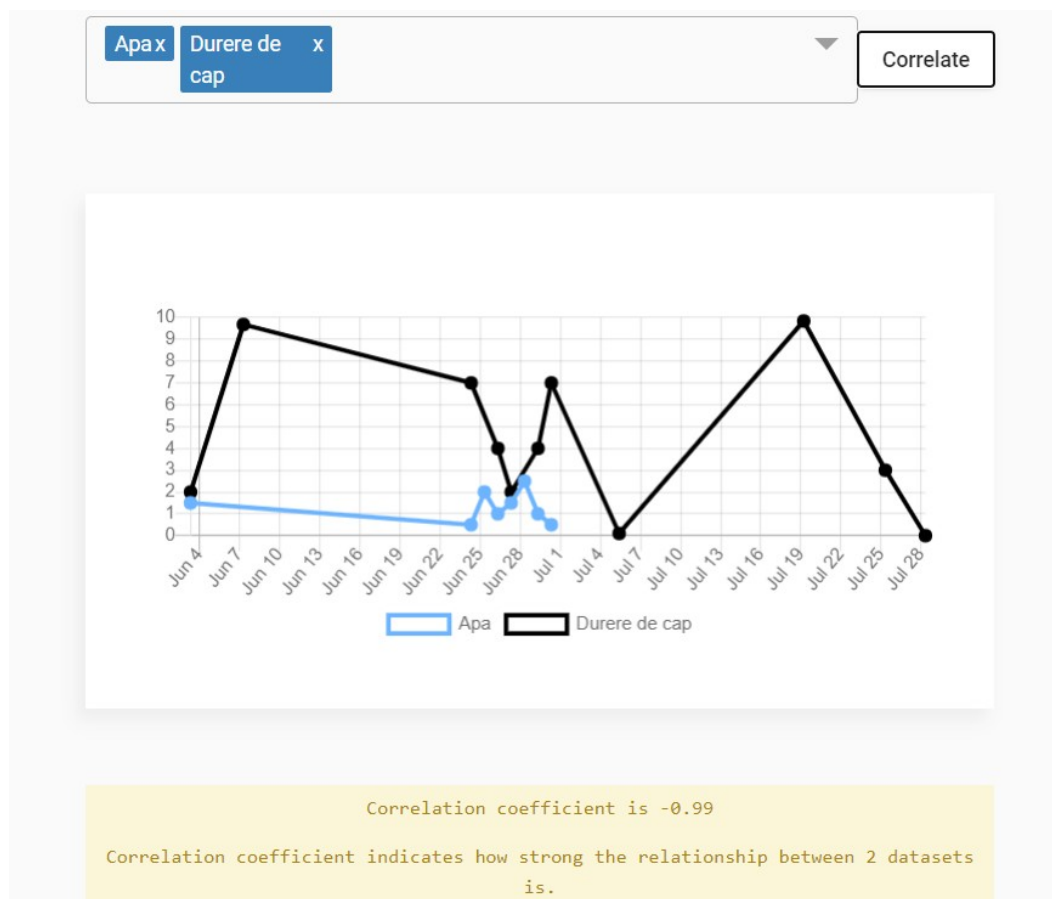 Apa x
Durere de cap x
Correlate
10
9
8
7
6
5
4
3
2
1
0
Jun 4
Jun 7
Jun 10
Jun 13
Jun 16
Jun 19
Jun 22
Jun 25
Jun 28
Jul 1
Jul 4
Jul 7
Jul 10
Jul 13
Jul 16
Jul 19
Jul 22
Jul 25
Jul 28
Apa
Durere de cap
Correlation coefficient is -0.99
Correlation coefficient indicates how strong the relationship between 2 datasets
is.